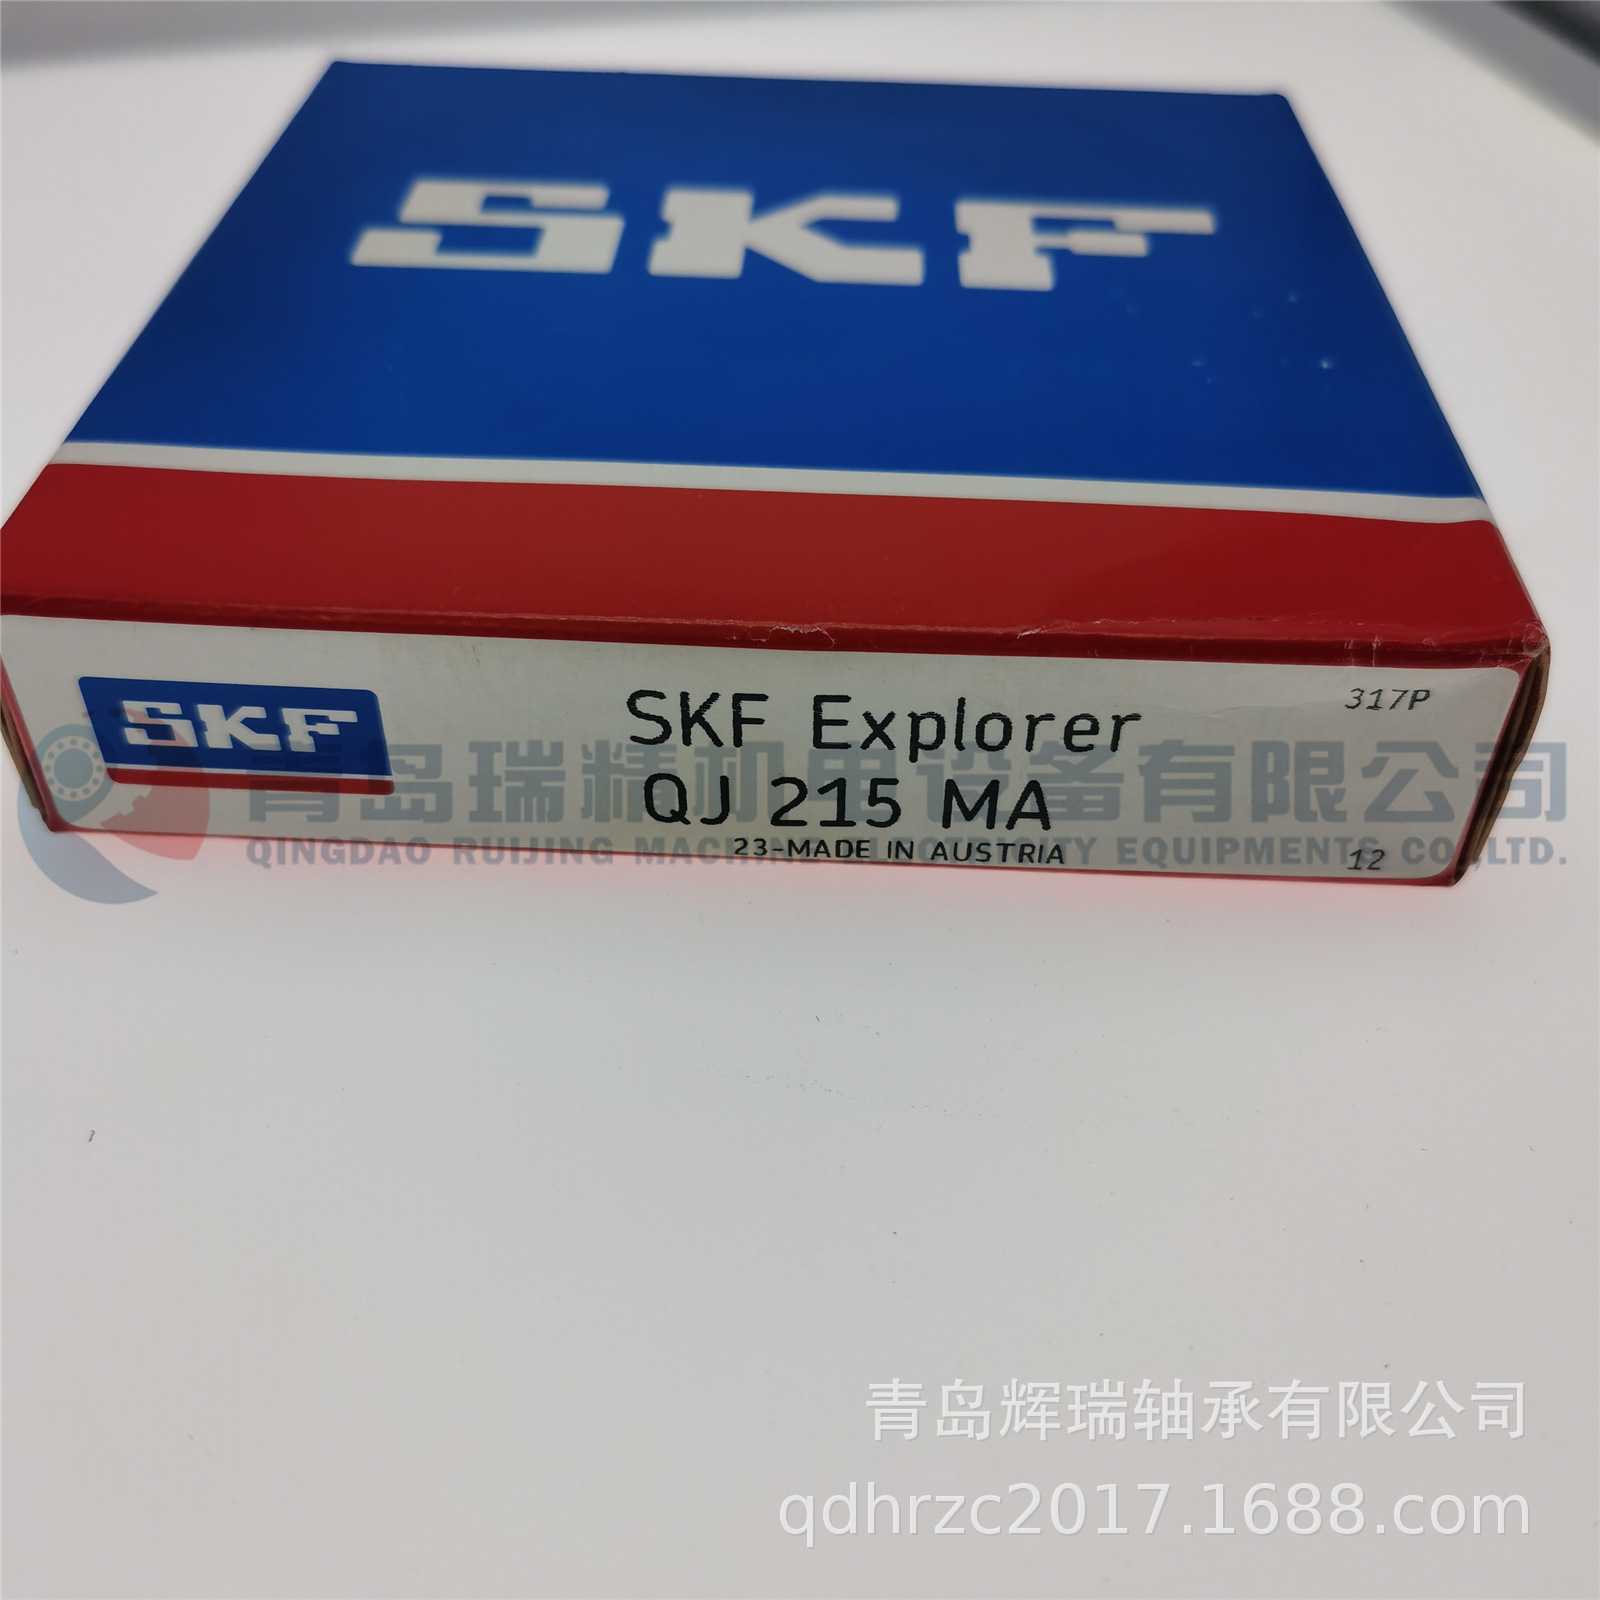 SKF
SKF
SKF Explorer
317P
QJ 215 MA
23-MADE IN AUSTRIA
12
青岛瑞精机电设备有限公司
QINGDAO RUIJING MACHINE ELECTRICITY EQUIPMENTS CO.,LTD.
青岛辉瑞轴承有限公司
qdhrzc2017.1688.com